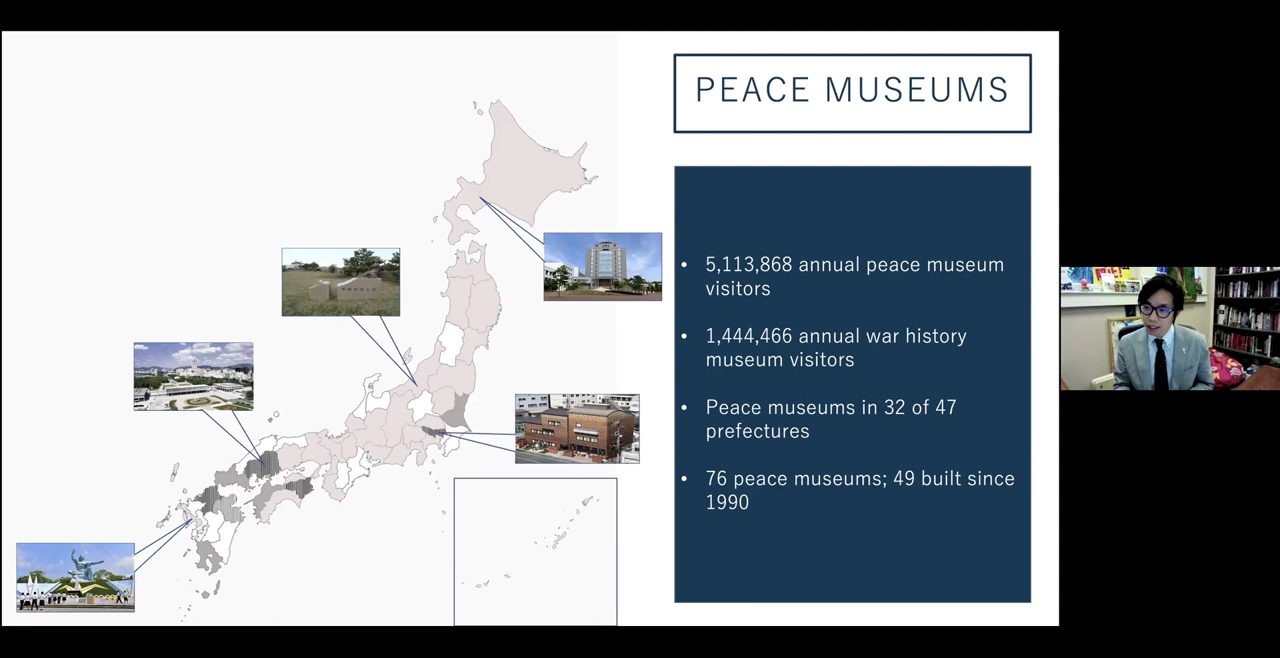 PEACE MUSEUMS
• 5,113,868 annual peace museum
visitors
• 1,444,466 annual war history
museum visitors
• Peace museums in 32 of 47
prefectures
• 76 peace museums; 49 built since
1990